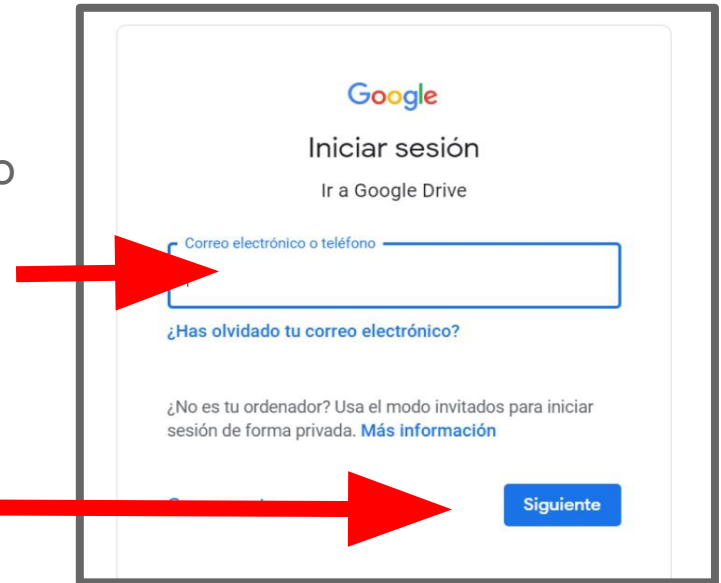 Google
Iniciar sesión
Ir a Google Drive
o
Correo electrónico o teléfono
¿Has olvidado tu correo electrónico?
¿No es tu ordenador? Usa el modo invitados para iniciar
sesión de forma privada. Más información
Siguiente